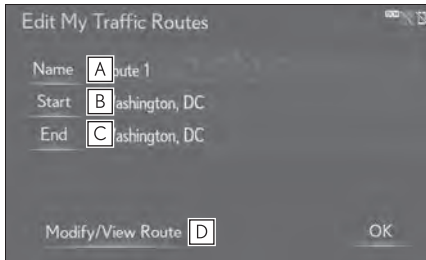 Edit My Traffic Routes
Name A oute 1
Start B ashington, DC
End C ashington, DC
Modify/View Route D
OK